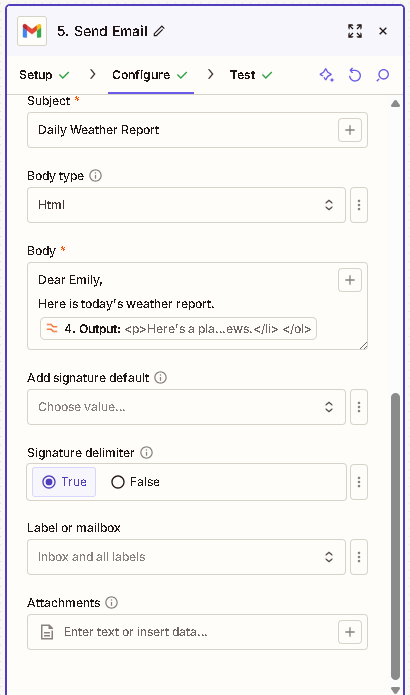 5. Send Email
Setup
Configure
Test
Subject *
Daily Weather Report
Body type
Html
Body *
Dear Emily,
Here is today's weather report.
4. Output: <p>Here's a pla...ews.</li> </ol>
Add signature default
Choose value...
Signature delimiter
True False
Label or mailbox
Inbox and all labels
Attachments
Enter text or insert data...